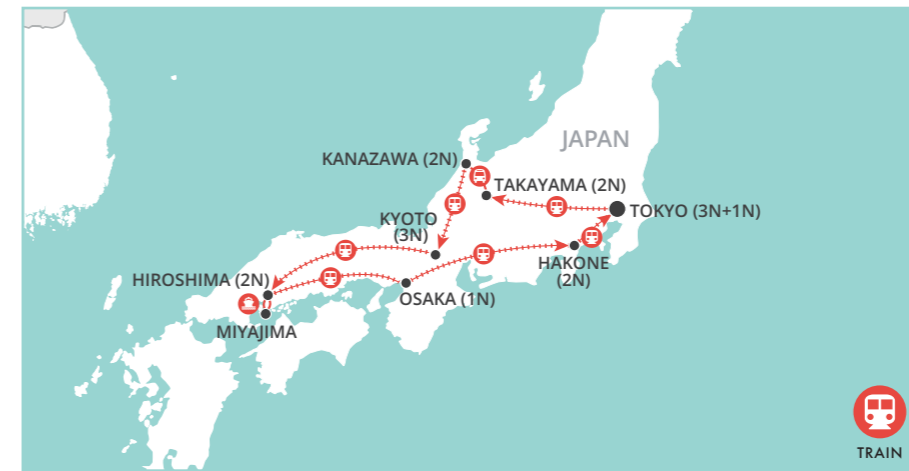 JAPAN
KANAZAWA (2N)
TAKAYAMA (2N)
TOKYO (3N+1N)
KYOTO
(3N)
HAKONE
(2N)
HIROSHIMA (2N)
OSAKA (1N)
MIYAJIMA
TRAIN